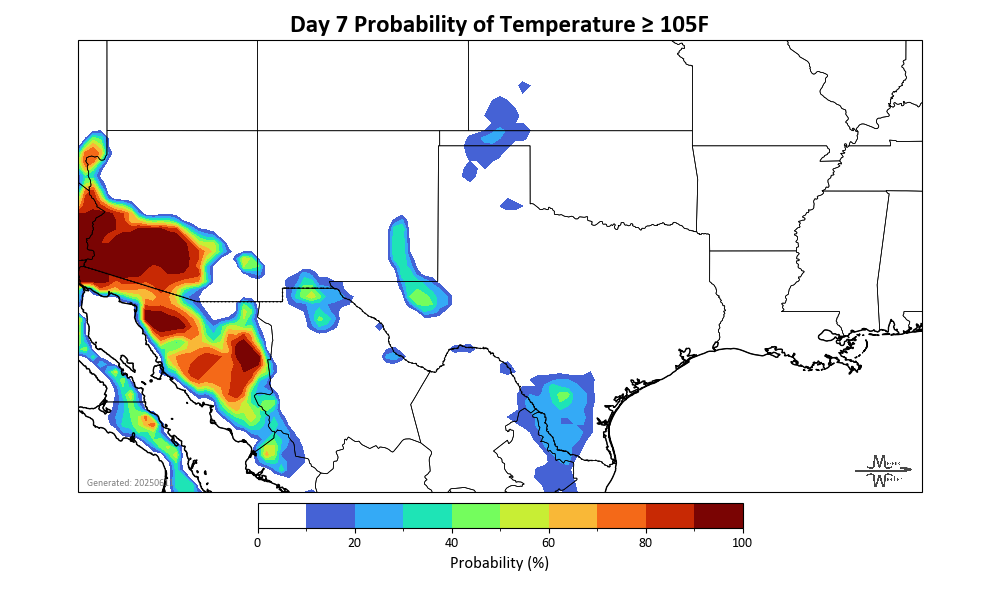 Day 7 Probability of Temperature ≥ 105F
Generated: 202506
0 20 40 60 80 100
Probability (%)